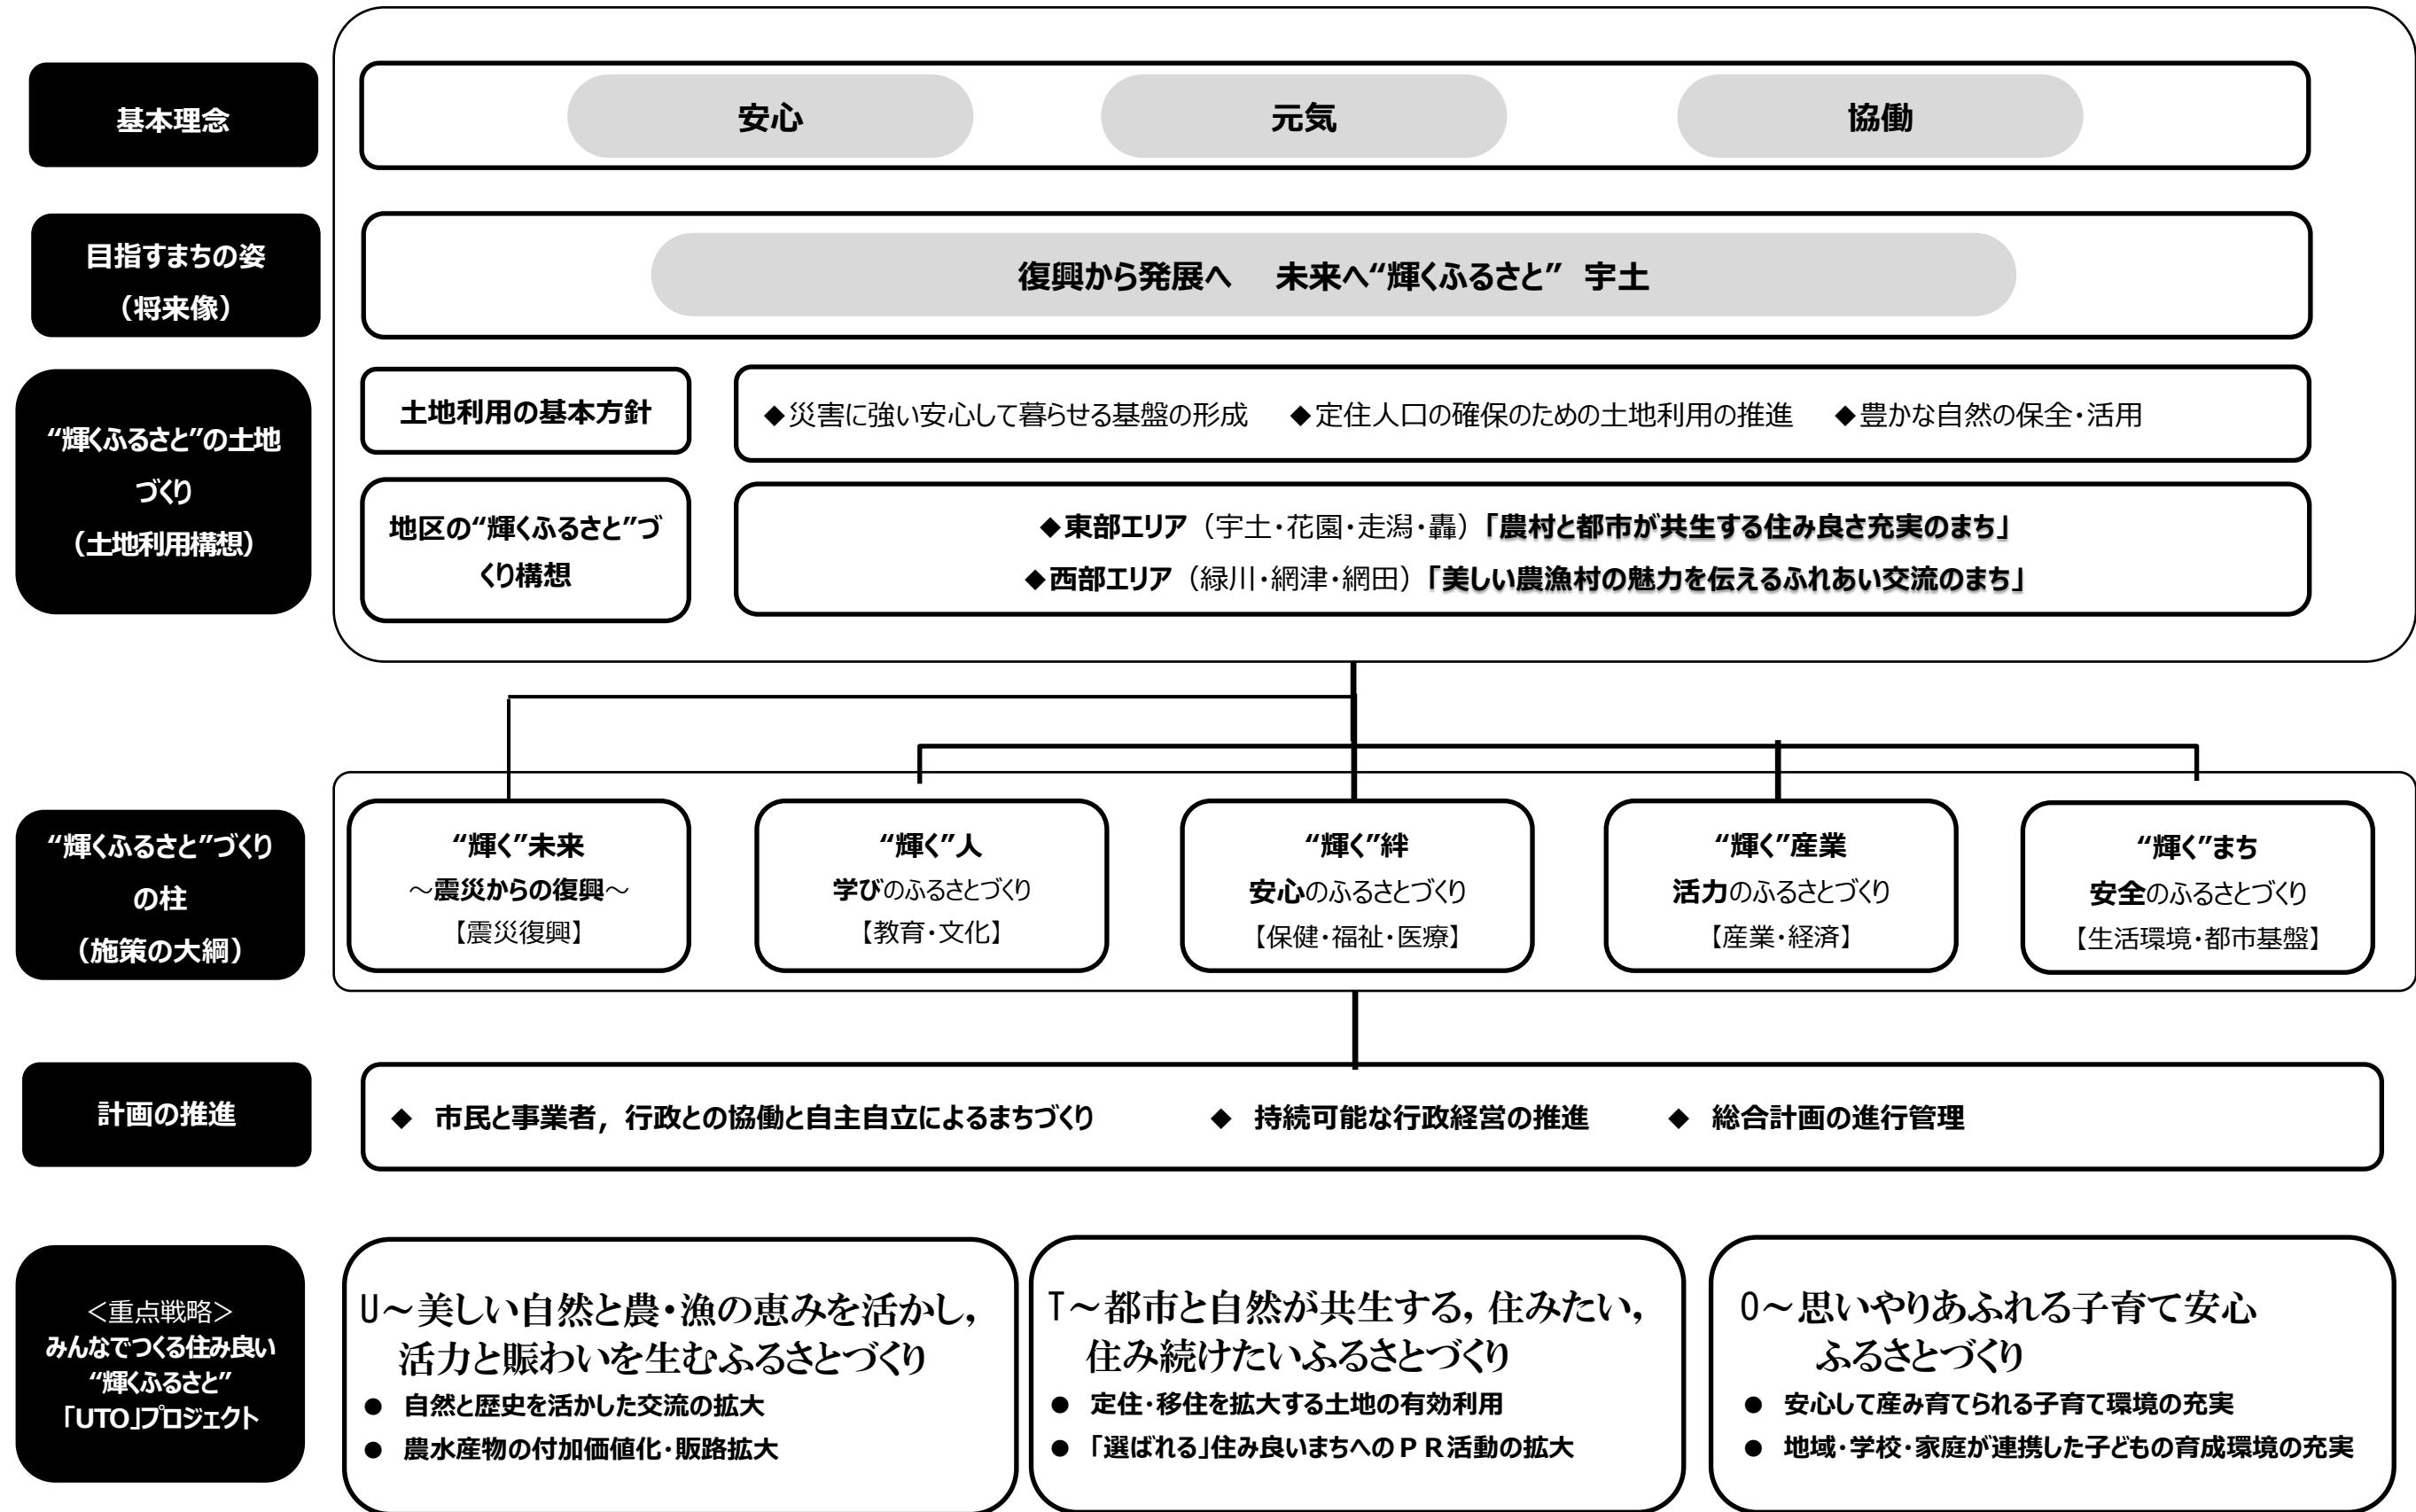 基本理念
安心
元気
協働
目指すまちの姿
（将来像）
復興から発展へ　未来へ“輝くふるさと”　宇土
“輝くふるさと”の土地
づくり
（土地利用構想）
土地利用の基本方針
◆災害に強い安心して暮らせる基盤の形成　◆定住人口の確保のための土地利用の推進　◆豊かな自然の保全・活用
地区の“輝くふるさと”づ
くり構想
◆東部エリア（宇土・花園・走潟・轟）「農村と都市が共生する住み良さ充実のまち」
◆西部エリア（緑川・網津・網田）「美しい農漁村の魅力を伝えるふれあい交流のまち」
“輝くふるさと”づくり
の柱
（施策の大綱）
“輝く”未来
～震災からの復興～
【震災復興】
“輝く”人
学びのふるさとづくり
【教育・文化】
“輝く”絆
安心のふるさとづくり
【保健・福祉・医療】
“輝く”産業
活力のふるさとづくり
【産業・経済】
“輝く”まち
安全のふるさとづくり
【生活環境・都市基盤】
計画の推進
◆　市民と事業者，行政との協働と自主自立によるまちづくり　◆　持続可能な行政経営の推進　◆　総合計画の進行管理
＜重点戦略＞
みんなでつくる住み良い
“輝くふるさと”
「UTO」プロジェクト
U～美しい自然と農・漁の恵みを活かし，
活力と賑わいを生むふるさとづくり
●　自然と歴史を活かした交流の拡大
●　農水産物の付加価値化・販路拡大
T～都市と自然が共生する，住みたい，
住み続けたいふるさとづくり
●　定住・移住を拡大する土地の有効利用
●　「選ばれる」住み良いまちへのＰＲ活動の拡大
O～思いやりあふれる子育て安心
ふるさとづくり
●　安心して産み育てられる子育て環境の充実
●　地域・学校・家庭が連携した子どもの育成環境の充実